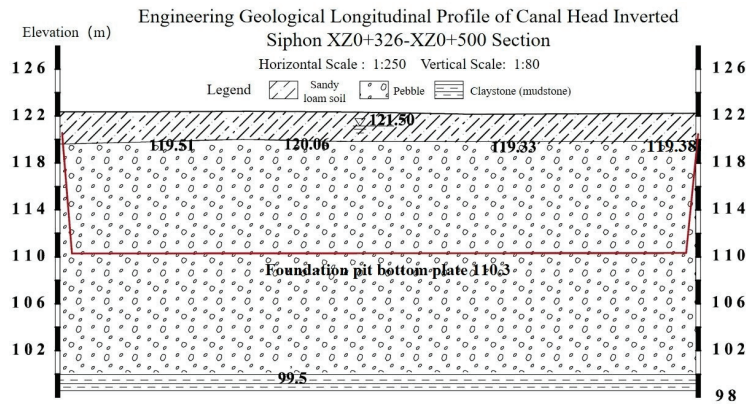 Engineering Geological Longitudinal Profile of Canal Head Inverted
Siphon XZ0+326-XZ0+500 Section
Elevation (m)
Horizontal Scale : 1:250 Vertical Scale: 1:80
Legend
Sandy
loam soil
Pebble
Claystone (mudstone)
126 126
122 122
121.50
119.51 120.06 119.33 119.38
118 118
114 114
110 110
Foundation pit bottom plate 110.3
106 106
102 102
99.5
98